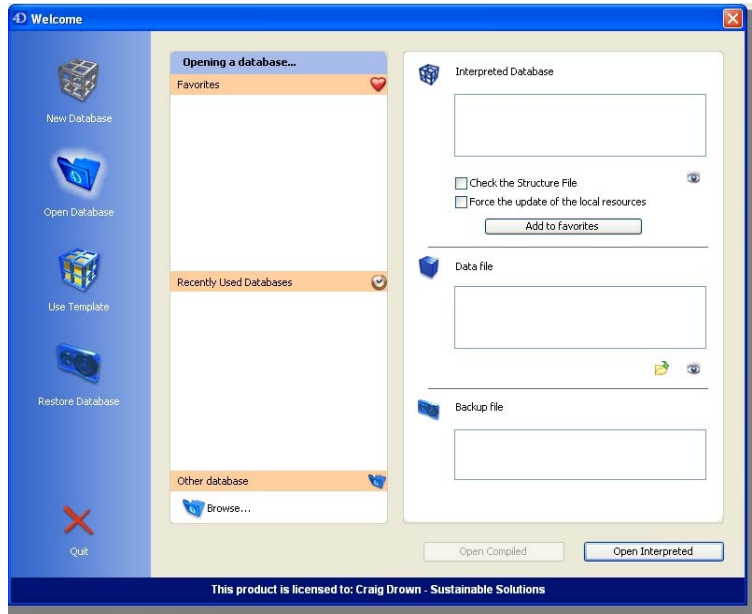 4D Welcome
New Database
Open Database
Use Template
Restore Database
Quit
Opening a database...
Favorites
Recently Used Databases
Other database
Browse...
Interpreted Database
Check the Structure File
Force the update of the local resources
Add to favorites
Data file
Backup file
Open Compiled
Open Interpreted
This product is licensed to: Craig Drown - Sustainable Solutions